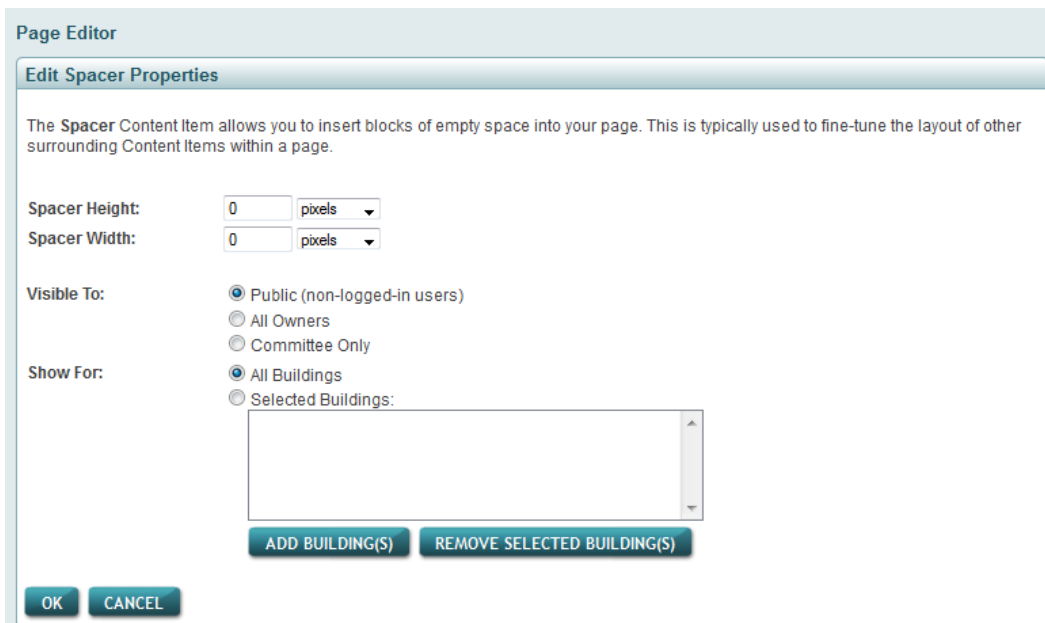 Page Editor
Edit Spacer Properties
The Spacer Content Item allows you to insert blocks of empty space into your page. This is typically used to fine-tune the layout of other
surrounding Content Items within a page.
Spacer Height: 0 pixels
Spacer Width: 0 pixels
Visible To: Public (non-logged-in users)
All Owners
Committee Only
Show For: All Buildings
Selected Buildings:
ADD BUILDING(S) REMOVE SELECTED BUILDING(S)
OK CANCEL